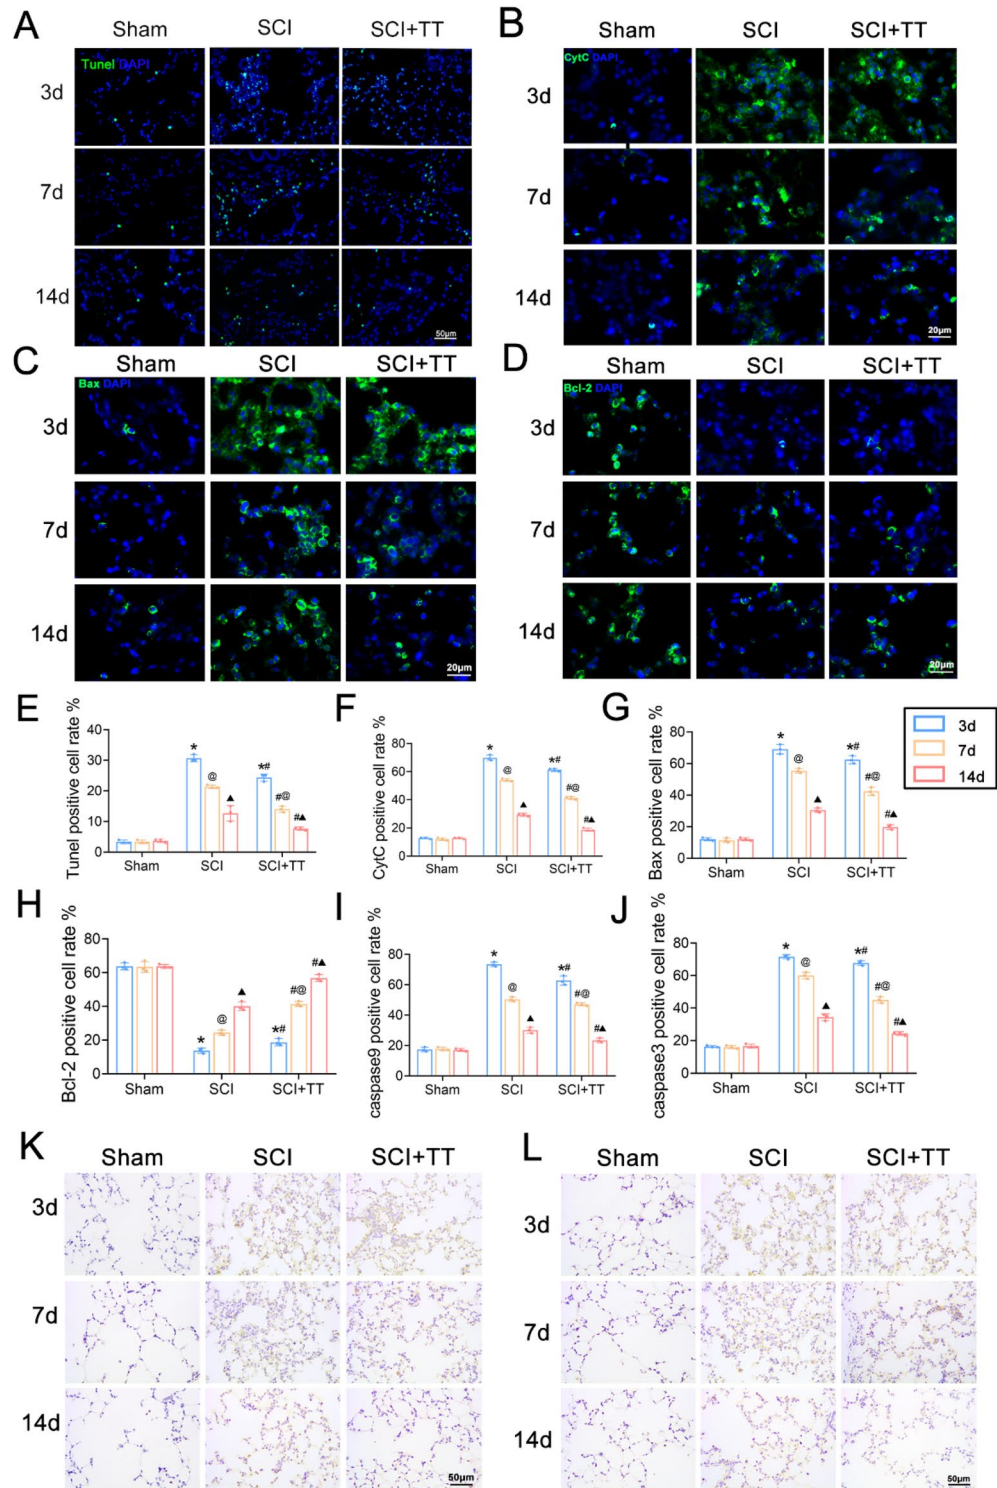 A
Sham SCI SCI+TT
Tunel DAPI
3d
7d
14d
50μm
B
Sham SCI SCI+TT
CytC DAPI
3d
7d
14d
20μm
C
Sham SCI SCI+TT
Bax DAPI
3d
7d
14d
20μm
D
Sham SCI SCI+TT
Bcl-2 DAPI
3d
7d
14d
20μm
E
Tunel positive cell rate %
40
30
20
10
0
* @ ▲ *# #@ #▲
Sham SCI SCI+TT
F
CytC positive cell rate %
80
60
40
20
0
* @ ▲ *# #@ #▲
Sham SCI SCI+TT
G
Bax positive cell rate %
80
60
40
20
0
* @ ▲ *# #@ #▲
Sham SCI SCI+TT
3d
7d
14d
H
Bcl-2 positive cell rate %
80
60
40
20
0
* @ ▲ *# #@ #▲
Sham SCI SCI+TT
I
caspase9 positive cell rate %
80
60
40
20
0
* @ ▲ *# #@ #▲
Sham SCI SCI+TT
J
caspase3 positive cell rate %
80
60
40
20
0
* @ ▲ *# #@ #▲
Sham SCI SCI+TT
K
Sham SCI SCI+TT
3d
7d
14d
50μm
L
Sham SCI SCI+TT
3d
7d
14d
50μm